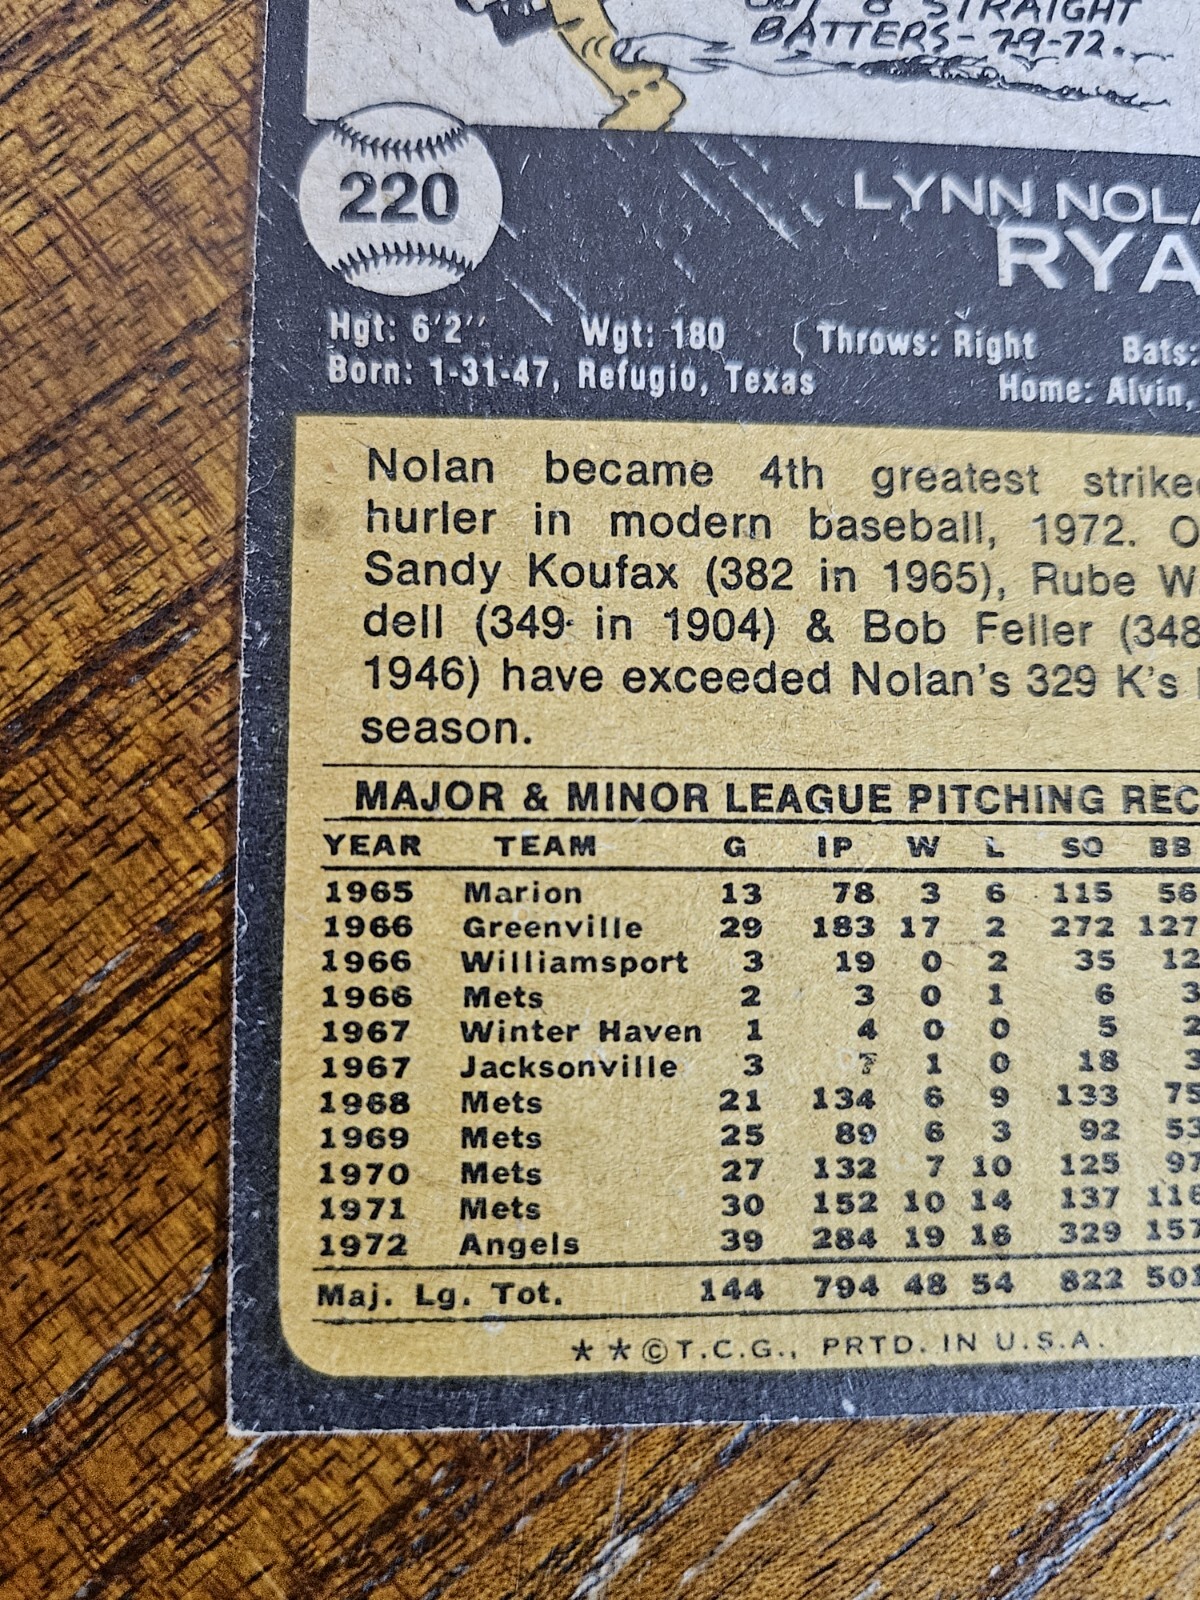 8 STRAIGHT
BATTERS-7-9-72.
220
LYNN NOLA
RYA
Hgt: 6'2'' Wgt: 180 Throws: Right Bats:
Born: 1-31-47, Refugio, Texas Home: Alvin,
Nolan became 4th greatest strikeo
hurler in modern baseball, 1972. O
Sandy Koufax (382 in 1965), Rube W
dell (349 in 1904) & Bob Feller (348
1946) have exceeded Nolan's 329 K's
season.
MAJOR & MINOR LEAGUE PITCHING REC
YEAR TEAM G IP W L SO BB
1965 Marion 13 78 3 6 115 56
1966 Greenville 29 183 17 2 272 127
1966 Williamsport 3 19 0 2 35 12
1966 Mets 2 3 0 1 6 3
1967 Winter Haven 1 4 0 0 5 2
1967 Jacksonville 3 7 1 0 18 3
1968 Mets 21 134 6 9 133 75
1969 Mets 25 89 6 3 92 53
1970 Mets 27 132 7 10 125 97
1971 Mets 30 152 10 14 137 116
1972 Angels 39 284 19 16 329 157
Maj. Lg. Tot. 144 794 48 54 822 501
* * © T.C.G., PRTD. IN U.S.A.